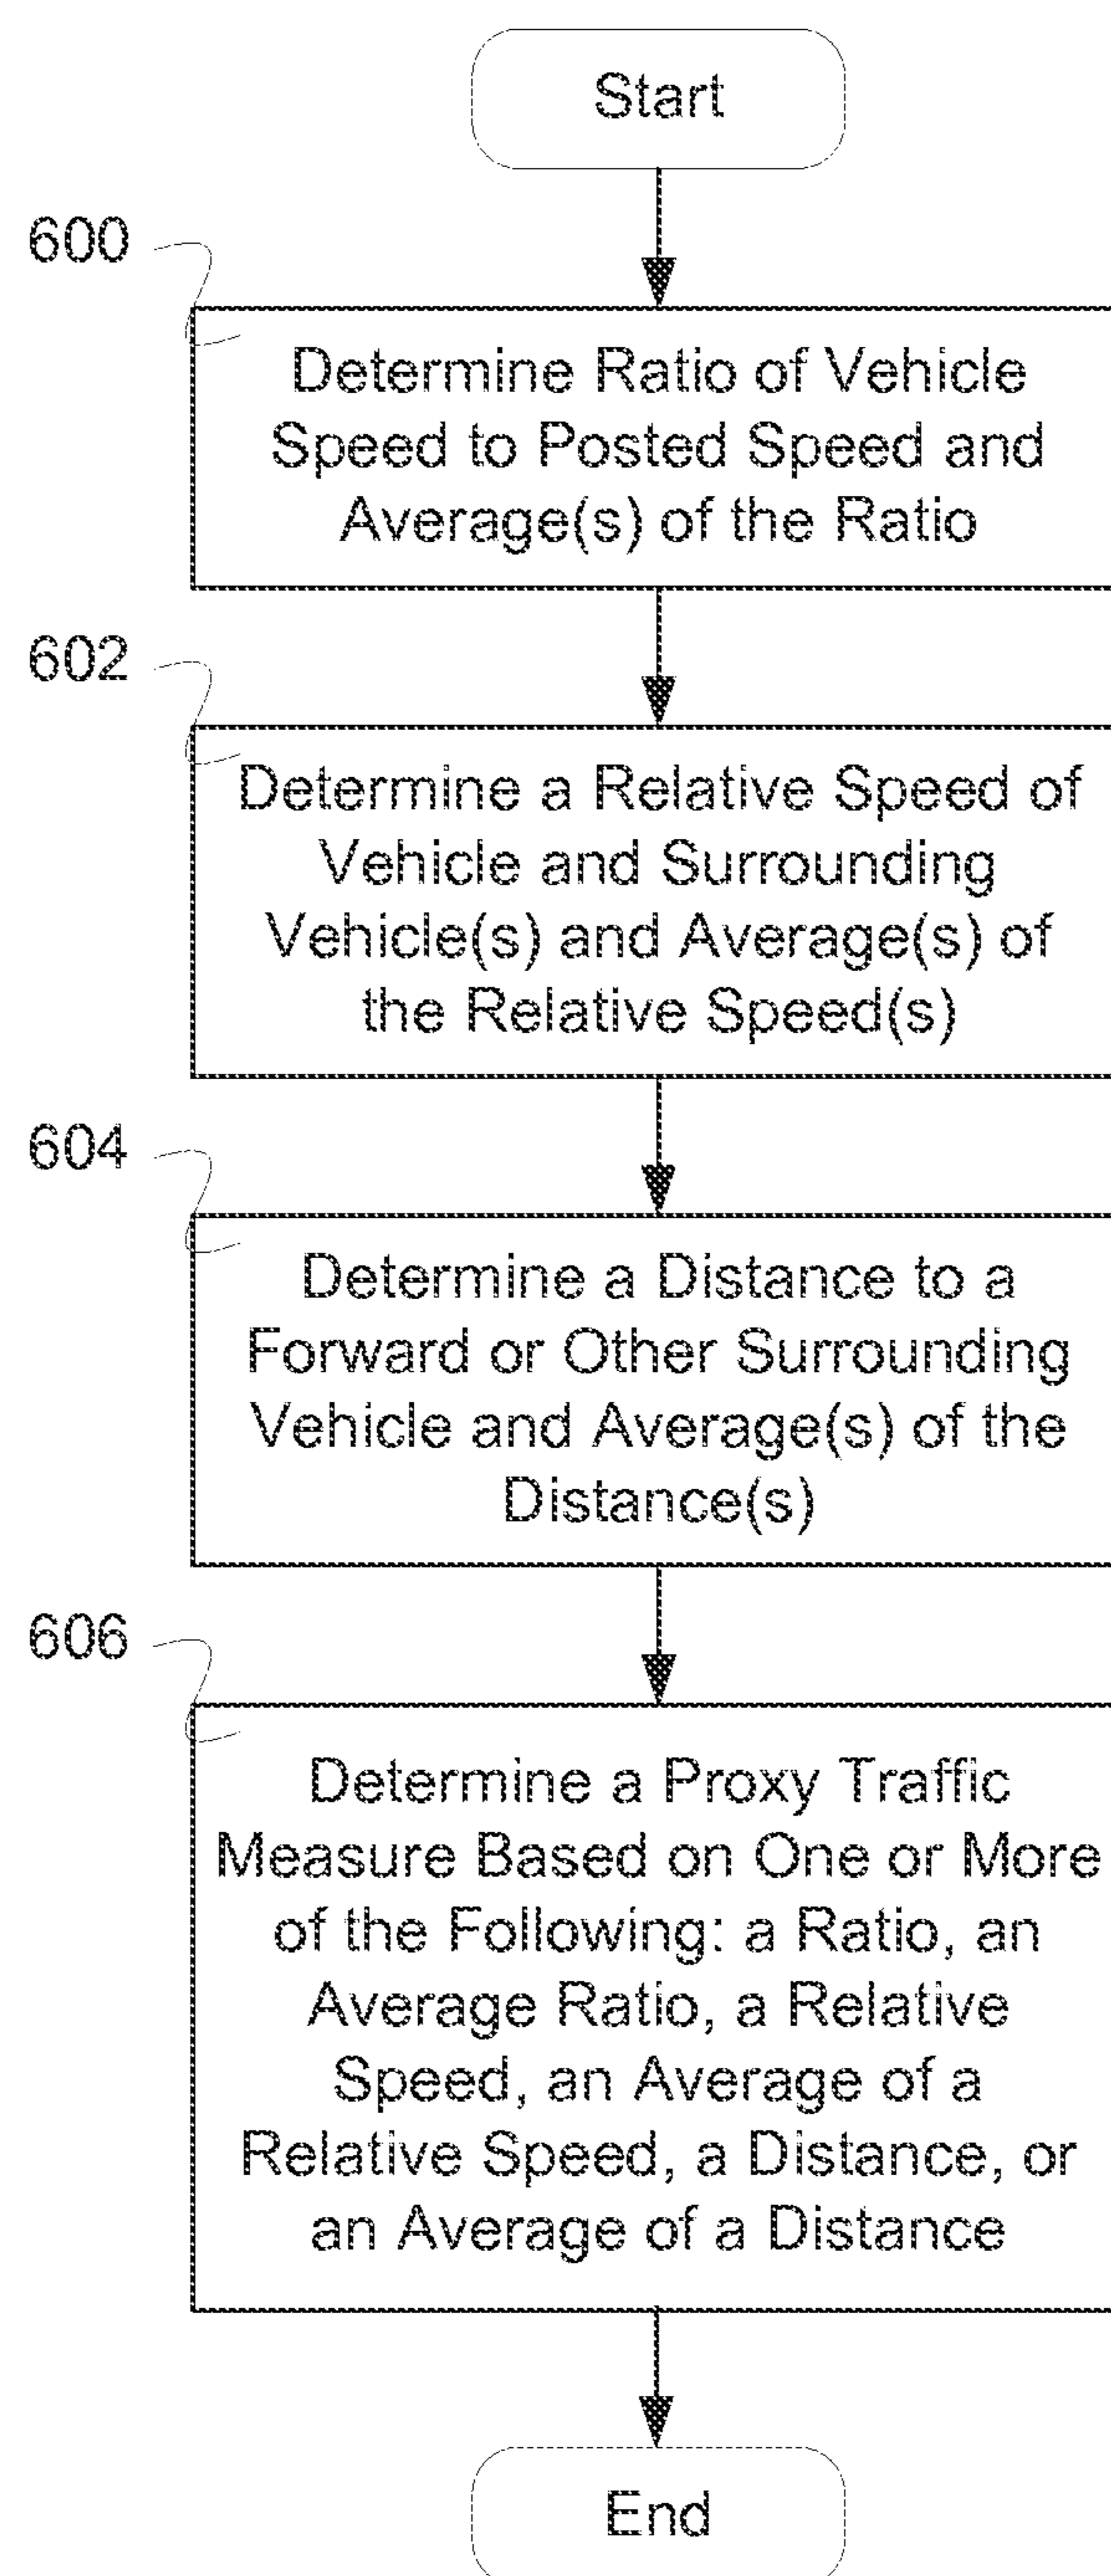 Start
600
Determine Ratio of Vehicle
Speed to Posted Speed and
Average(s) of the Ratio
602
Determine a Relative Speed of
Vehicle and Surrounding
Vehicle(s) and Average(s) of
the Relative Speed(s)
604
Determine a Distance to a
Forward or Other Surrounding
Vehicle and Average(s) of the
Distance(s)
606
Determine a Proxy Traffic
Measure Based on One or More
of the Following: a Ratio, an
Average Ratio, a Relative
Speed, an Average of a
Relative Speed, a Distance, or
an Average of a Distance
End